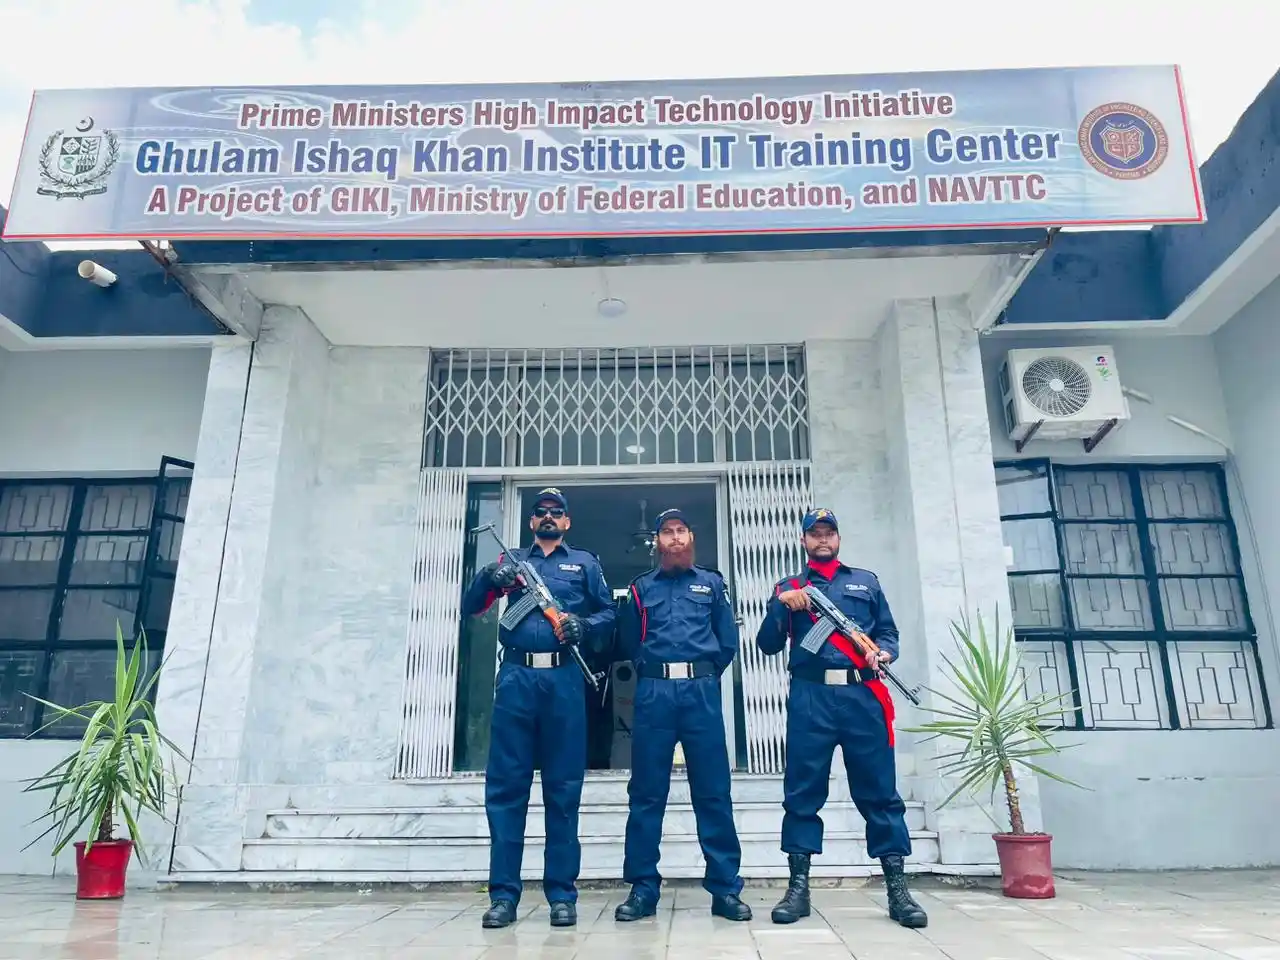 Prime Ministers High Impact Technology Initiative
Ghulam Ishaq Khan Institute IT Training Center
A Project of GIKI, Ministry of Federal Education, and NAVTTC